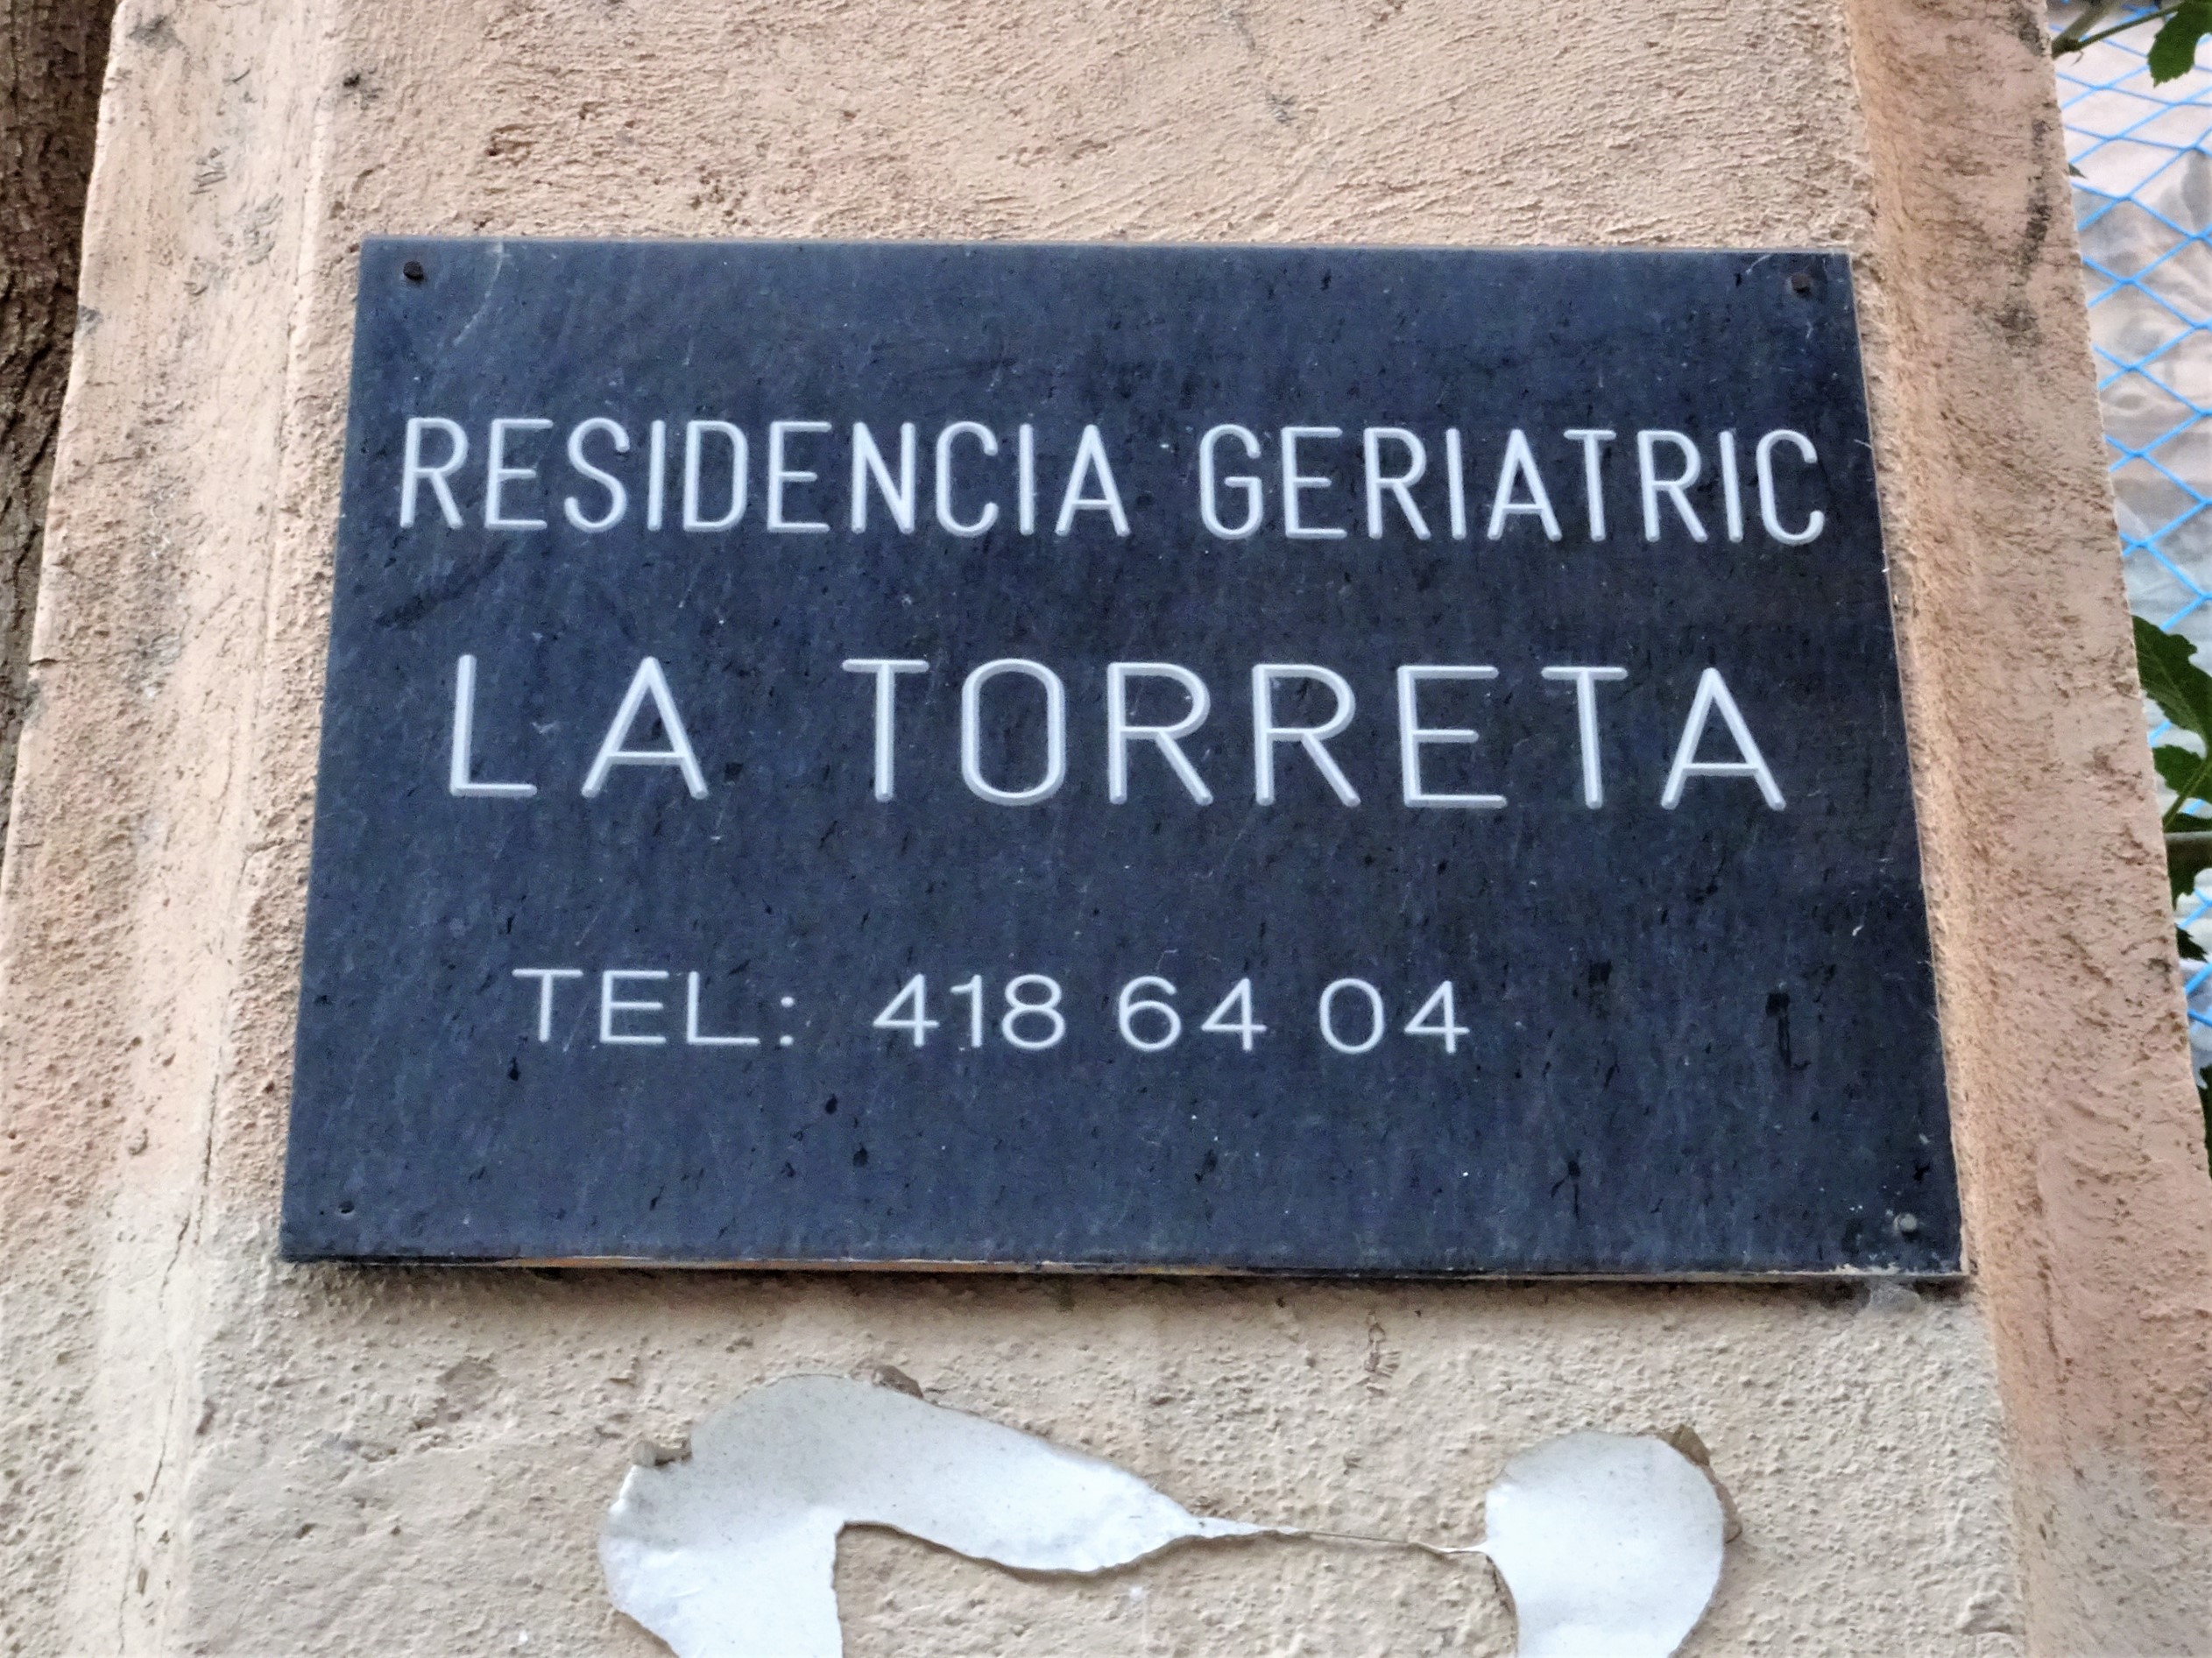 RESIDENCIA GERIATRIC
LA TORRETA
TEL: 418 64 04